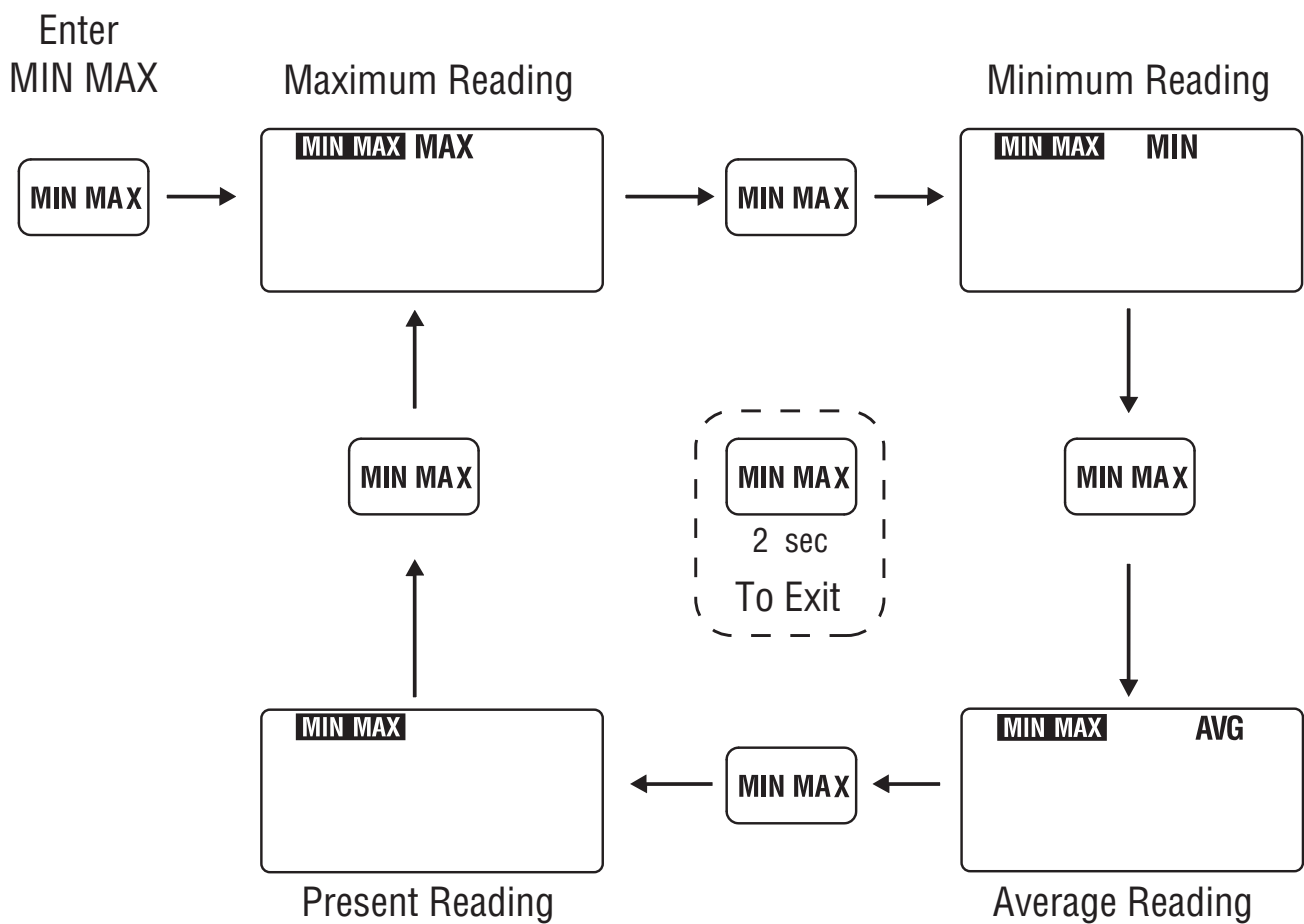 Enter
MIN MAX
Maximum Reading
Minimum Reading
MIN MAX
MIN MAX MAX
MIN MAX
MIN MAX MIN
MIN MAX
MIN MAX
2 sec
To Exit
MIN MAX
MIN MAX
MIN MAX
MIN MAX AVG
Present Reading
Average Reading